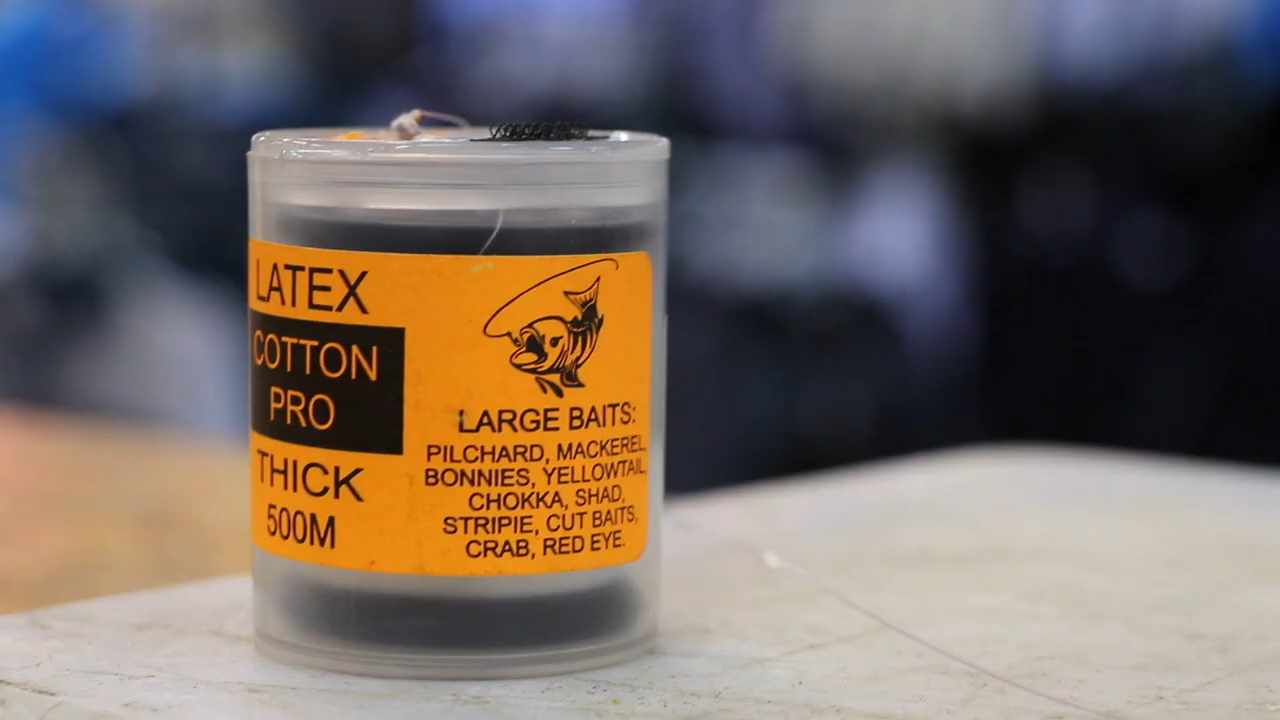 LATEX
COTTON
PRO
THICK
500M
LARGE BAITS:
PILCHARD, MACKEREL,
BONNIES, YELLOWTAIL,
CHOKKA, SHAD,
STRIPIE, CUT BAITS,
CRAB, RED EYE.